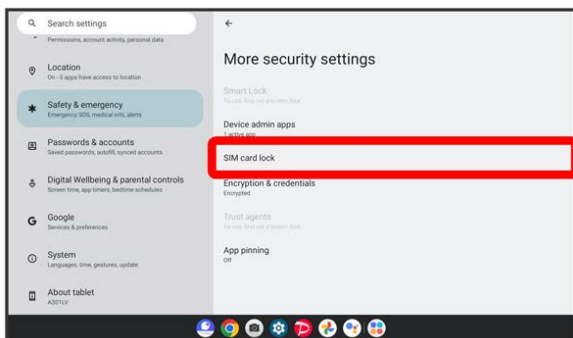 Search settings
Permissions, account activity, personal data
Location
On - 3 apps have access to location
Safety & emergency
Emergency SOS, medical info, alerts
Passwords & accounts
Saved passwords, autofill, synced accounts
Digital Wellbeing & parental controls
Screen time, app timers, bedtime schedules
Google
Services & preferences
System
Languages, time, gestures, update
About tablet
A301LV
More security settings
Smart Lock
To use, first set a screen lock
Device admin apps
1 active app
SIM card lock
Encryption & credentials
Encrypted
Trust agents
To use, first set a screen lock
App pinning
Off